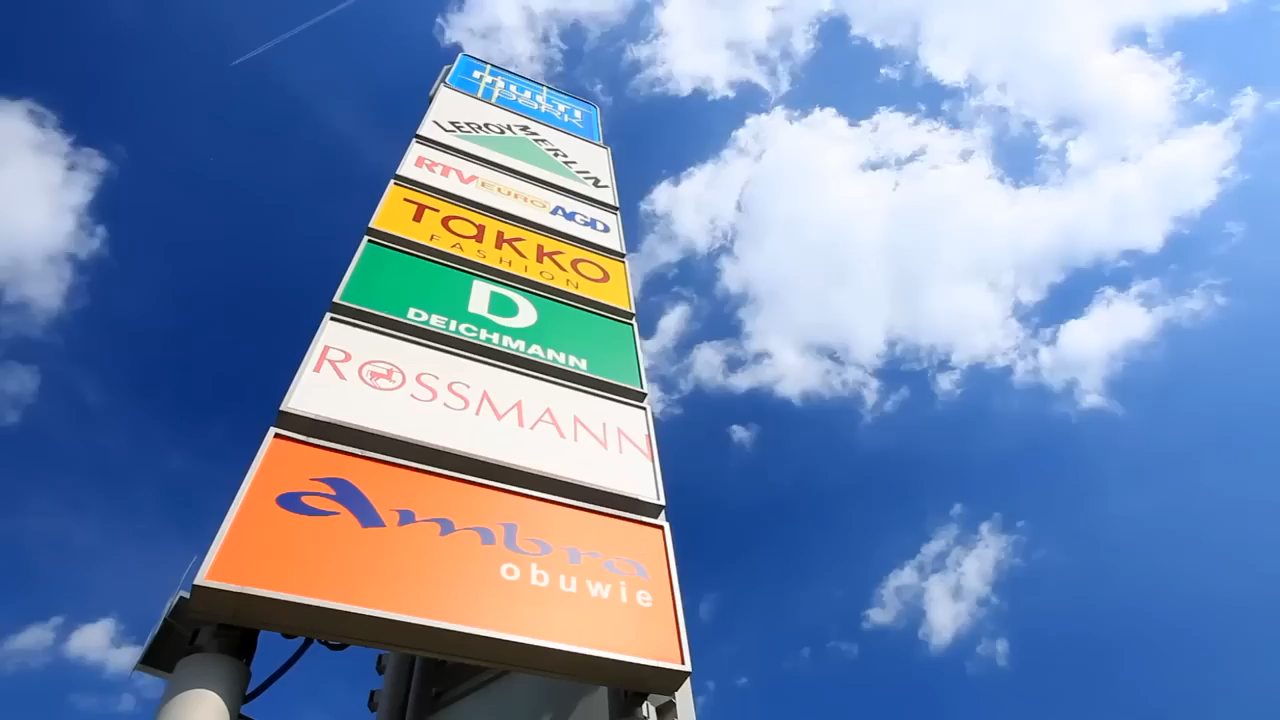 multi
park
LEROY MERLIN
RTV EURO AGD
TaKKO
FASHION
D
DEICHMANN
ROSSMANN
Ambra
obuwie